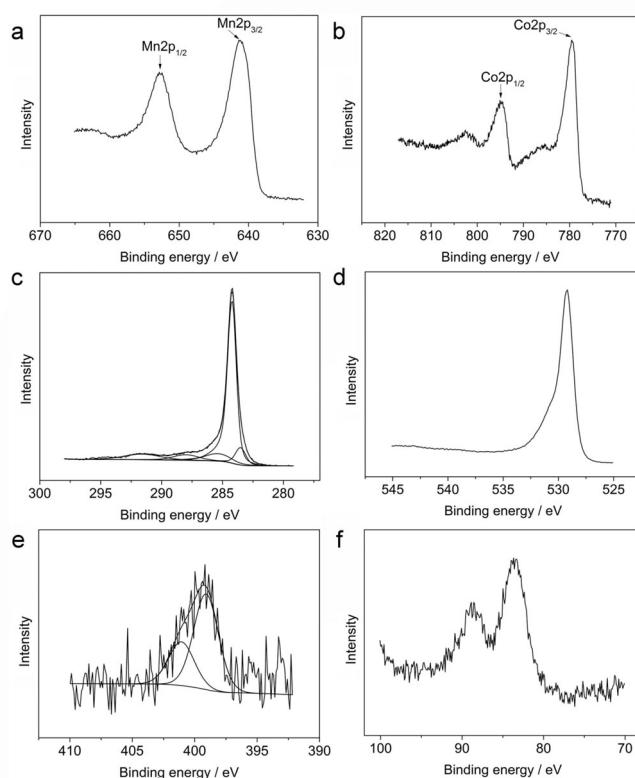 a
Mn2p3/2
Mn2p1/2
Intensity
670 660 650 640 630
Binding energy / eV
b
Co2p3/2
Co2p1/2
Intensity
820 810 800 790 780 770
Binding energy / eV
c
Intensity
300 295 290 285 280
Binding energy / eV
d
Intensity
545 540 535 530 525
Binding energy / eV
e
Intensity
410 405 400 395 390
Binding energy / eV
f
Intensity
100 90 80 70
Binding energy / eV